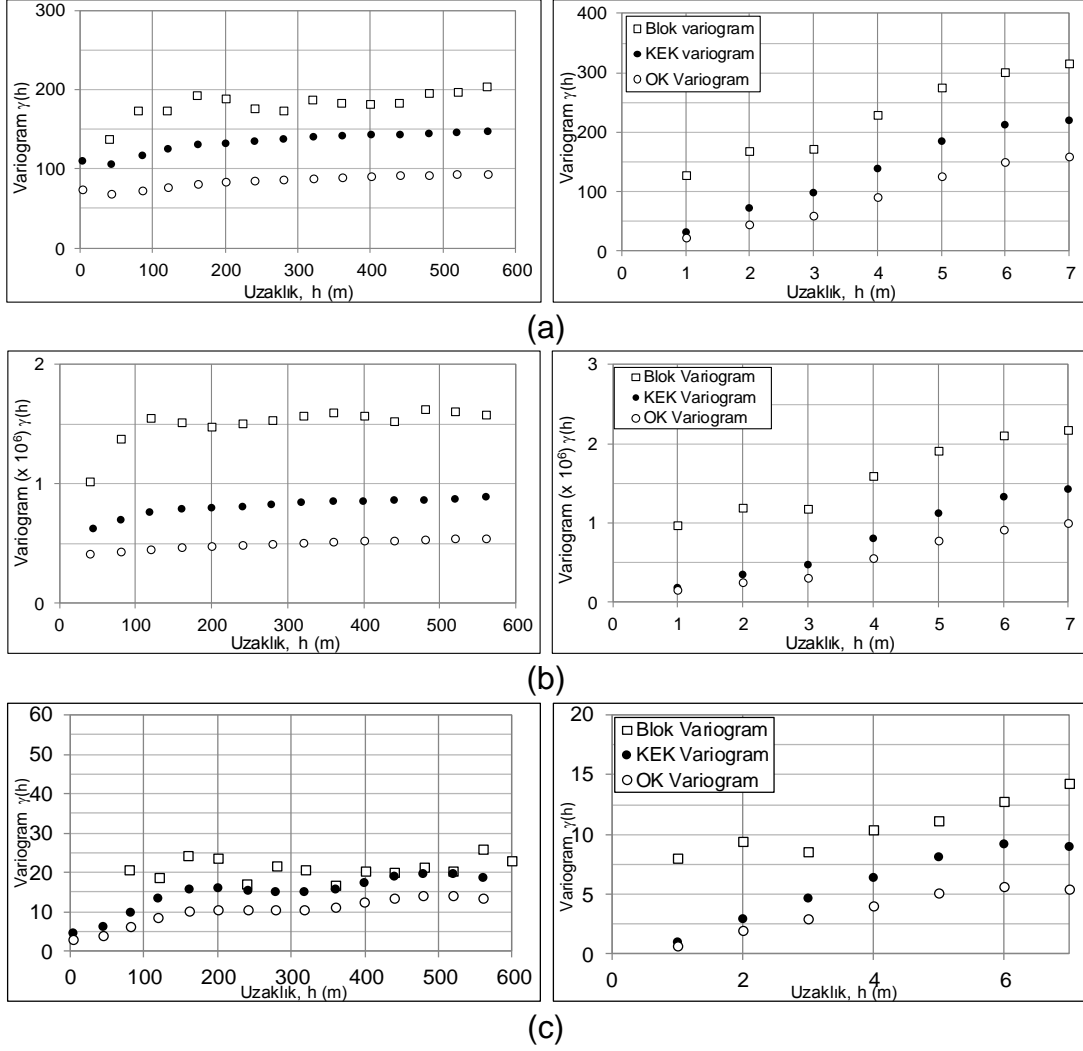 300
200
100
0
Variogram γ(h)
0 100 200 300 400 500 600
Uzaklık, h (m)
400
300
200
100
0
Variogram γ(h)
Blok variogram
KEK variogram
OK Variogram
0 1 2 3 4 5 6 7
Uzaklık, h (m)
(a)
2
1
0
Variogram (x 10⁶) γ(h)
0 100 200 300 400 500 600
Uzaklık, h (m)
3
2
1
0
Variogram (x 10⁶) γ(h)
Blok Variogram
KEK Variogram
OK Variogram
0 1 2 3 4 5 6 7
Uzaklık, h (m)
(b)
60
50
40
30
20
10
0
Variogram γ(h)
0 100 200 300 400 500 600
Uzaklık, h (m)
20
15
10
5
0
Variogram γ(h)
Blok Variogram
KEK Variogram
OK Variogram
0 2 4 6
Uzaklık, h (m)
(c)